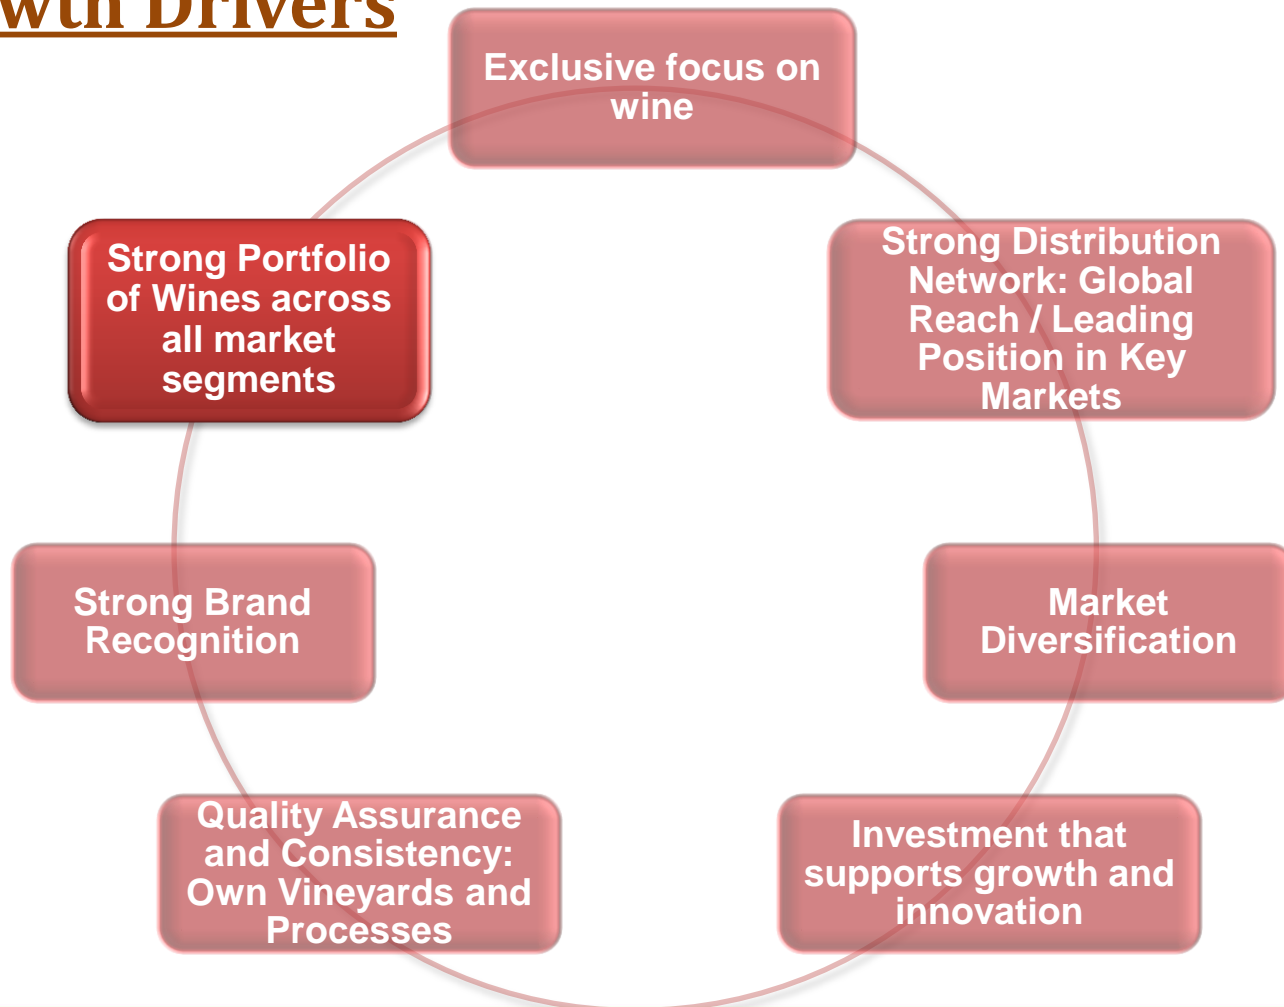 wth Drivers
Exclusive focus on
wine
Strong Portfolio
of Wines across
all market
segments
Strong Distribution
Network: Global
Reach / Leading
Position in Key
Markets
Strong Brand
Recognition
Market
Diversification
Quality Assurance
and Consistency:
Own Vineyards and
Processes
Investment that
supports growth and
innovation